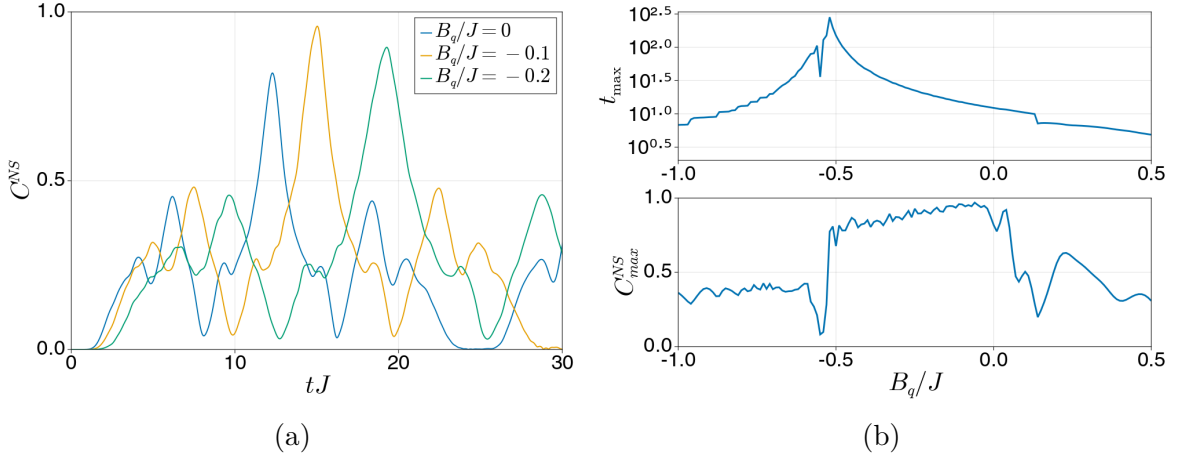 1.0
0.5
0.0
C^{NS}
0
10
20
30
tJ
B_q/J = 0
B_q/J = −0.1
B_q/J = −0.2
(a)
10^{2.5}
10^{2.0}
10^{1.5}
10^{1.0}
10^{0.5}
t_{max}
-1.0
-0.5
0.0
0.5
1.0
0.5
0.0
C^{NS}_{max}
-1.0
-0.5
0.0
0.5
B_q/J
(b)